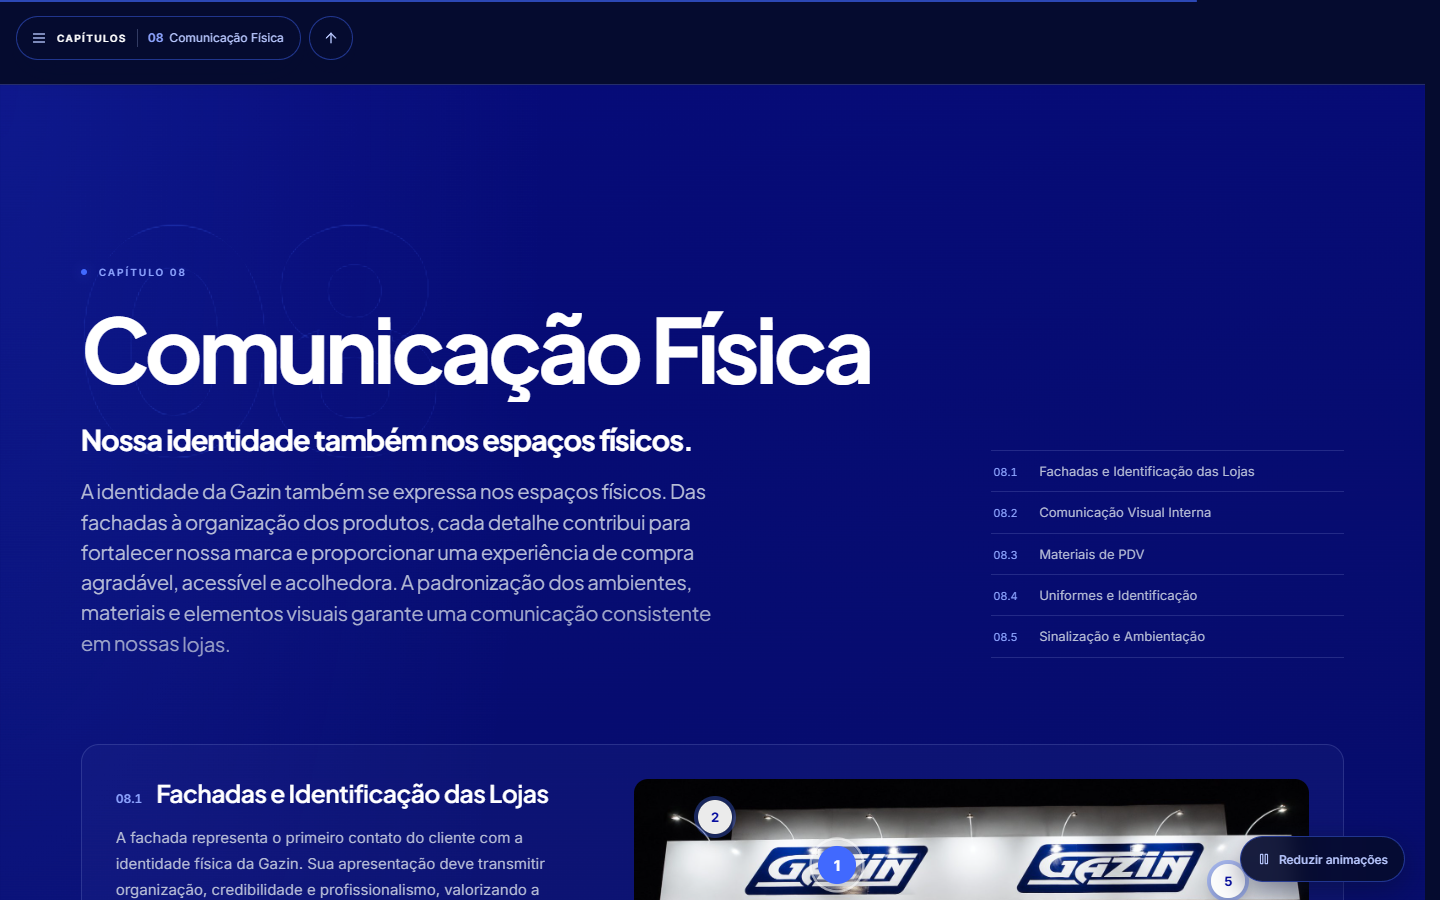 CAPÍTULOS
08 Comunicação Física
08
CAPÍTULO 08
Comunicação Física
Nossa identidade também nos espaços físicos.
A identidade da Gazin também se expressa nos espaços físicos. Das
fachadas à organização dos produtos, cada detalhe contribui para
fortalecer nossa marca e proporcionar uma experiência de compra
agradável, acessível e acolhedora. A padronização dos ambientes,
materiais e elementos visuais garante uma comunicação consistente
em nossas lojas.
08.1 Fachadas e Identificação das Lojas
08.2 Comunicação Visual Interna
08.3 Materiais de PDV
08.4 Uniformes e Identificação
08.5 Sinalização e Ambientação
08.1 Fachadas e Identificação das Lojas
A fachada representa o primeiro contato do cliente com a
identidade física da Gazin. Sua apresentação deve transmitir
organização, credibilidade e profissionalismo, valorizando a
2
GAZIN
1
GAZIN
5
Reduzir animações